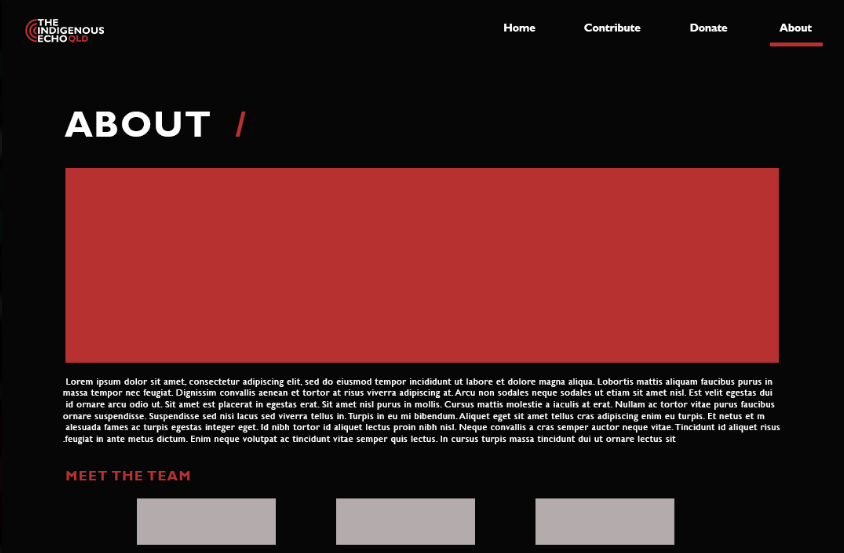 THE
INDIGENOUS
ECHOQLD
Home Contribute Donate About
ABOUT /
Lorem ipsum dolor sit amet, consectetur adipiscing elit, sed do eiusmod tempor incididunt ut labore et dolore magna aliqua. Lobortis mattis aliquam faucibus purus in
massa tempor nec feugiat. Dignissim convallis aenean et tortor at risus viverra adipiscing at. Arcu non sodales neque sodales ut etiam sit amet nisl. Est velit egestas dui
id ornare arcu odio ut. Sit amet est placerat in egestas erat. Sit amet nisl purus in mollis. Cursus mattis molestie a iaculis at erat. Nullam ac tortor vitae purus faucibus
ornare suspendisse. Suspendisse sed nisi lacus sed viverra tellus in. Turpis in eu mi bibendum. Aliquet eget sit amet tellus cras adipiscing enim eu turpis. Et netus et m
alesuada fames ac turpis egestas integer eget. Id nibh tortor id aliquet lectus proin nibh nisl. Neque convallis a cras semper auctor neque vitae. Tincidunt id aliquet risus
.feugiat in ante metus dictum. Enim neque volutpat ac tincidunt vitae semper quis lectus. In cursus turpis massa tincidunt dui ut ornare lectus sit
MEET THE TEAM